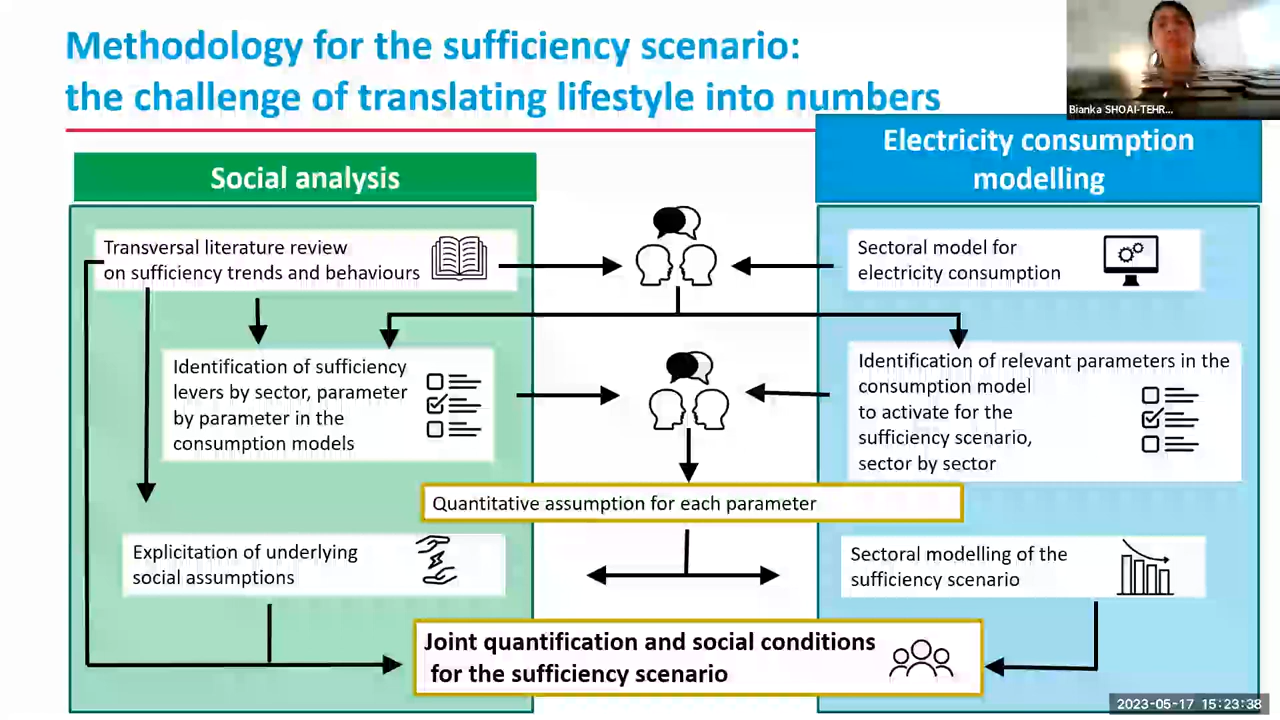 Methodology for the sufficiency scenario:
the challenge of translating lifestyle into numbers
Bianka SHOAI-TEHR...
Social analysis
Electricity consumption
modelling
Transversal literature review
on sufficiency trends and behaviours
Sectoral model for
electricity consumption
Identification of sufficiency
levers by sector, parameter
by parameter in the
consumption models
Identification of relevant parameters in the
consumption model
to activate for the
sufficiency scenario,
sector by sector
Quantitative assumption for each parameter
Explicitation of underlying
social assumptions
Sectoral modelling of the
sufficiency scenario
Joint quantification and social conditions
for the sufficiency scenario
2023-05-17 15:23:38